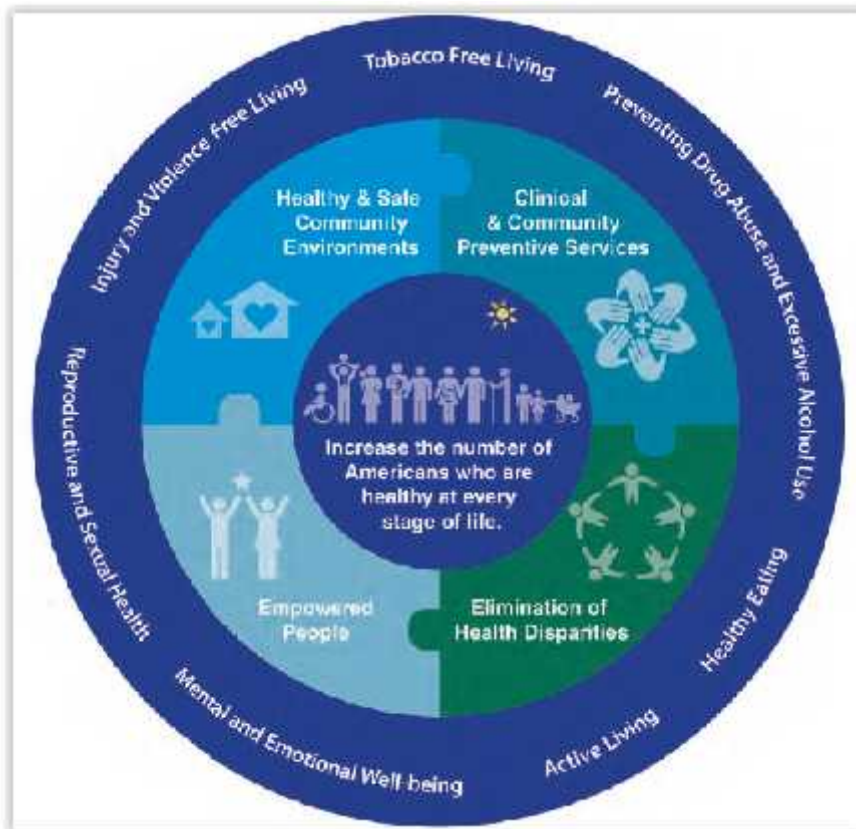 Tobacco Free Living
Preventing Drug Abuse and Excessive Alcohol Use
Healthy Eating
Active Living
Mental and Emotional Well-being
Reproductive and Sexual Health
Injury and Violence Free Living
Healthy & Safe
Community
Environments
Clinical
& Community
Preventive Services
Empowered
People
Elimination of
Health Disparities
Increase the number of
Americans who are
healthy at every
stage of life.